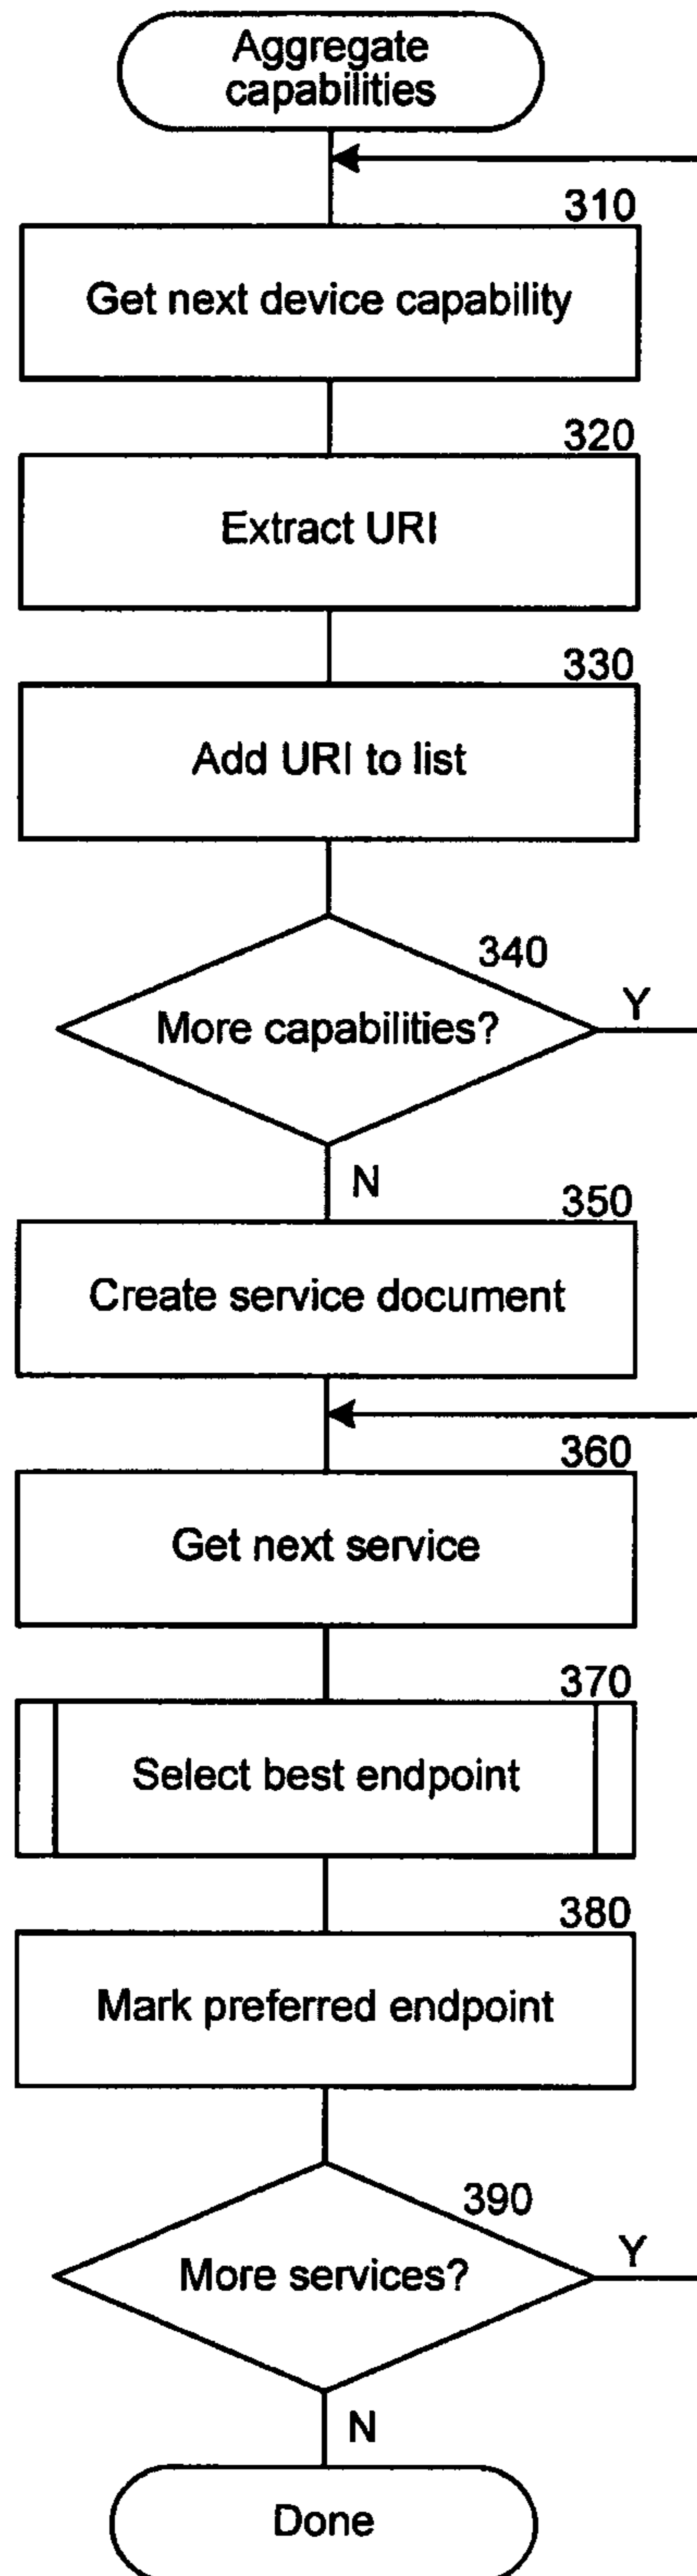 Aggregate
capabilities
310
Get next device capability
320
Extract URI
330
Add URI to list
340
More capabilities?
Y
N
350
Create service document
360
Get next service
370
Select best endpoint
380
Mark preferred endpoint
390
More services?
Y
N
Done